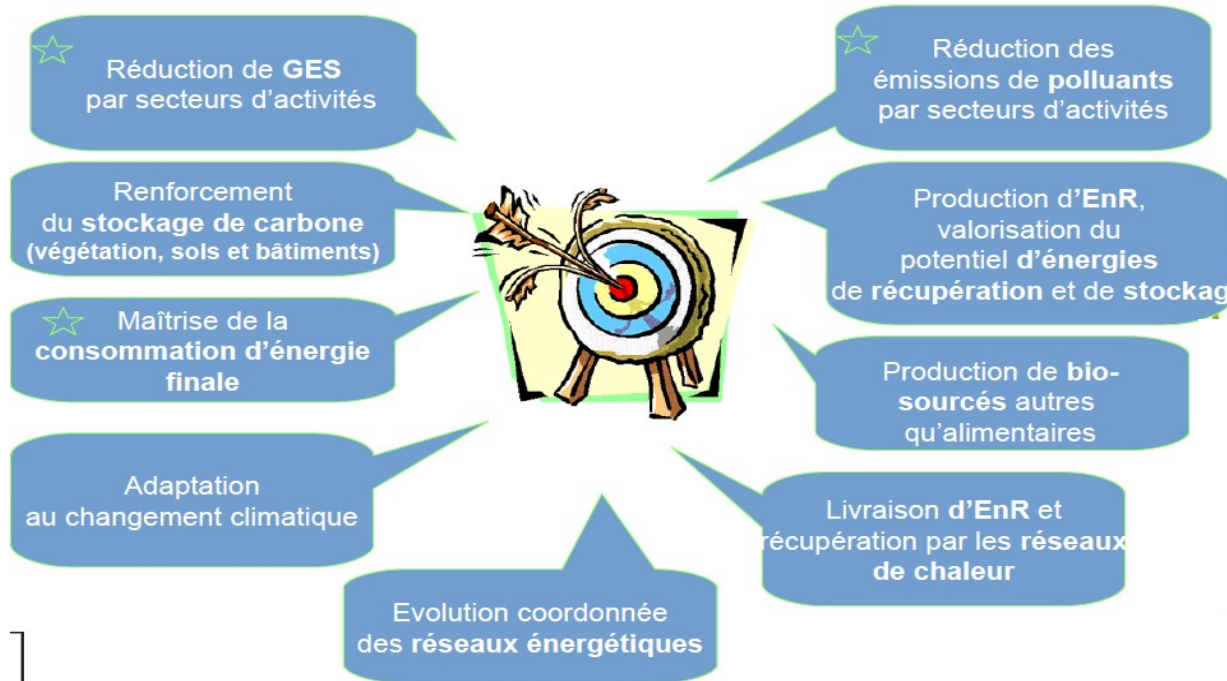 Réduction de GES
par secteurs d'activités
Renforcement
du stockage de carbone
(végétation, sols et bâtiments)
Maîtrise de la
consommation d'énergie
finale
Adaptation
au changement climatique
Evolution coordonnée
des réseaux énergétiques
Réduction des
émissions de polluants
par secteurs d'activités
Production d'EnR,
valorisation du
potentiel d'énergies
de récupération et de stockag
Production de bio-
sourcés autres
qu'alimentaires
Livraison d'EnR et
récupération par les réseaux
de chaleur